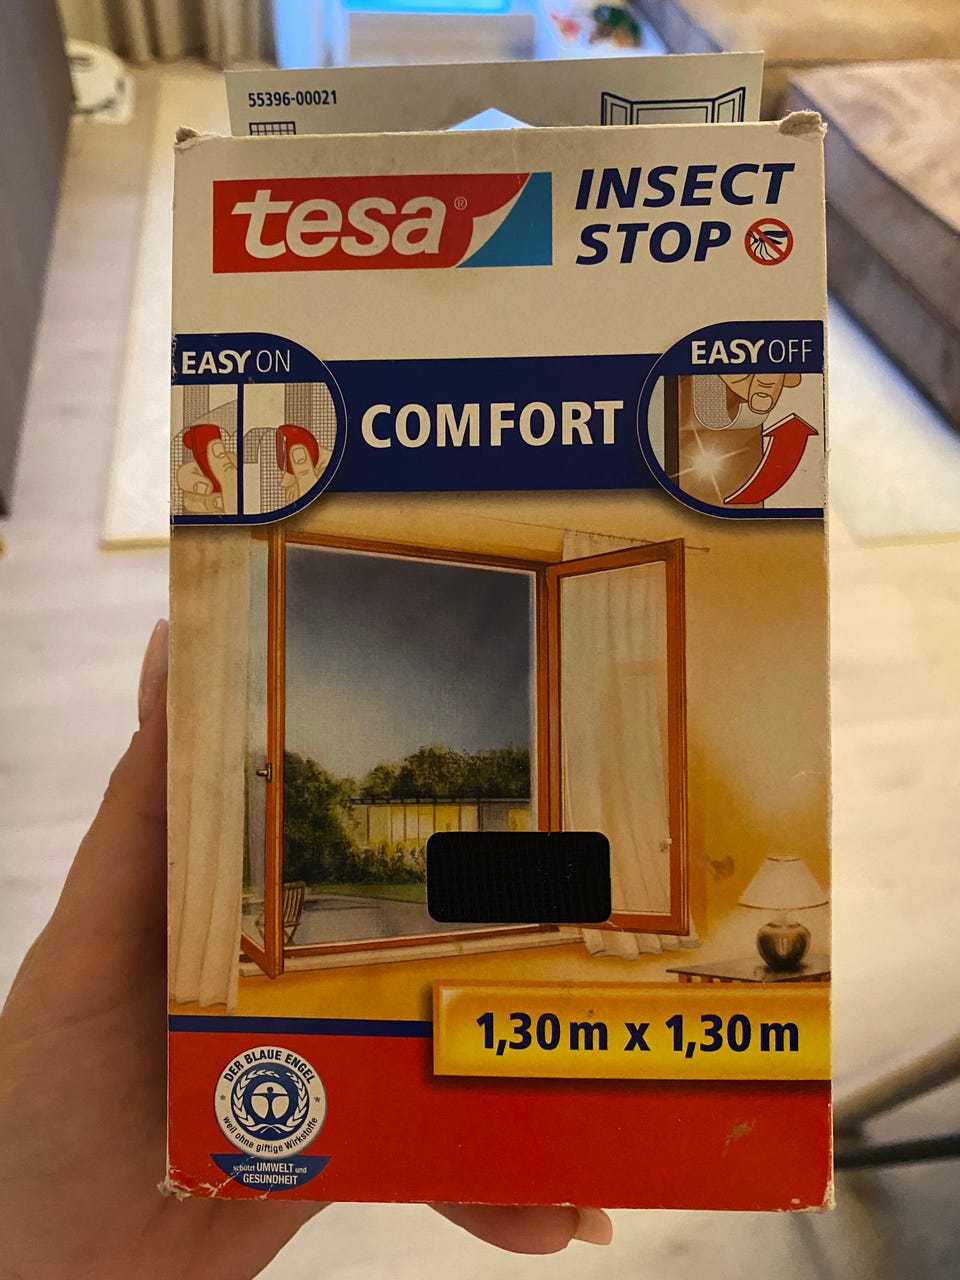 55396-00021
tesa®
INSECT
STOP
EASY ON
EASY OFF
COMFORT
1,30 m x 1,30 m
DER BLAUE ENGEL
weil ohne giftige Wirkstoffe
schützt UMWELT und
GESUNDHEIT